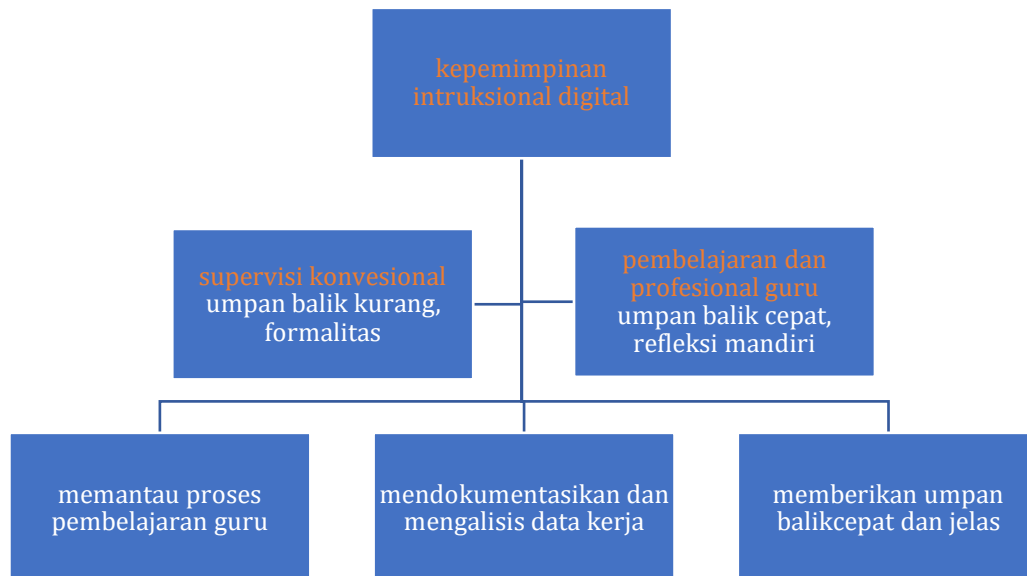 kepemimpinan
intruksional digital
supervisi konvesional
umpan balik kurang,
formalitas
pembelajaran dan
profesional guru
umpan balik cepat,
refleksi mandiri
memantau proses
pembelajaran guru
mendokumentasikan dan
mengalisis data kerja
memberikan umpan
balikcepat dan jelas